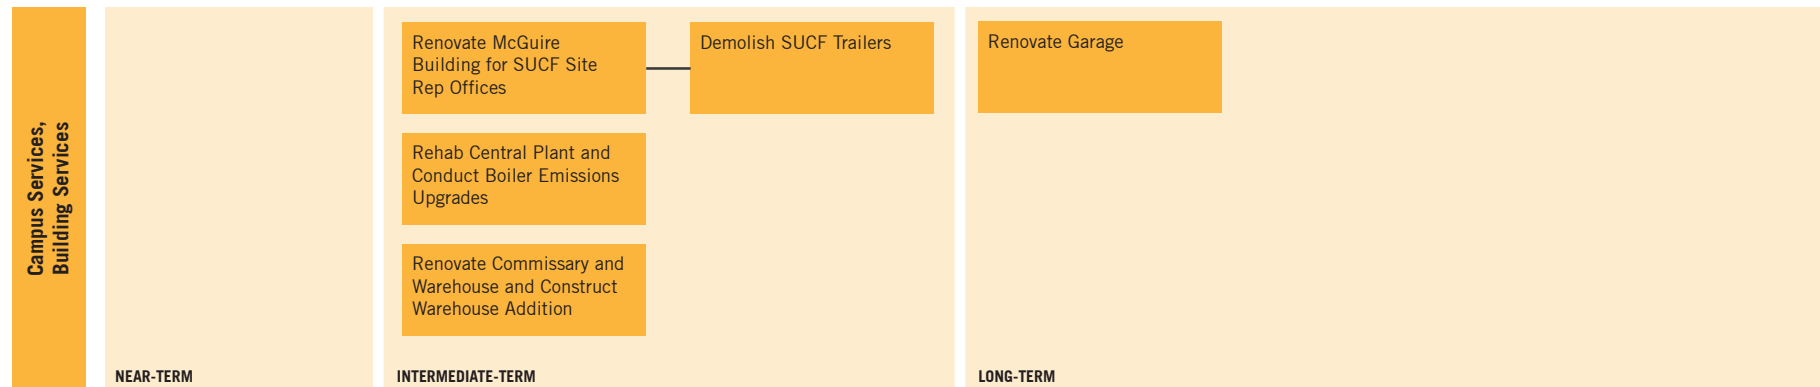 Campus Services,
Building Services
Renovate McGuire
Building for SUCF Site
Rep Offices
Demolish SUCF Trailers
Rehab Central Plant and
Conduct Boiler Emissions
Upgrades
Renovate Commissary and
Warehouse and Construct
Warehouse Addition
Renovate Garage
NEAR-TERM
INTERMEDIATE-TERM
LONG-TERM